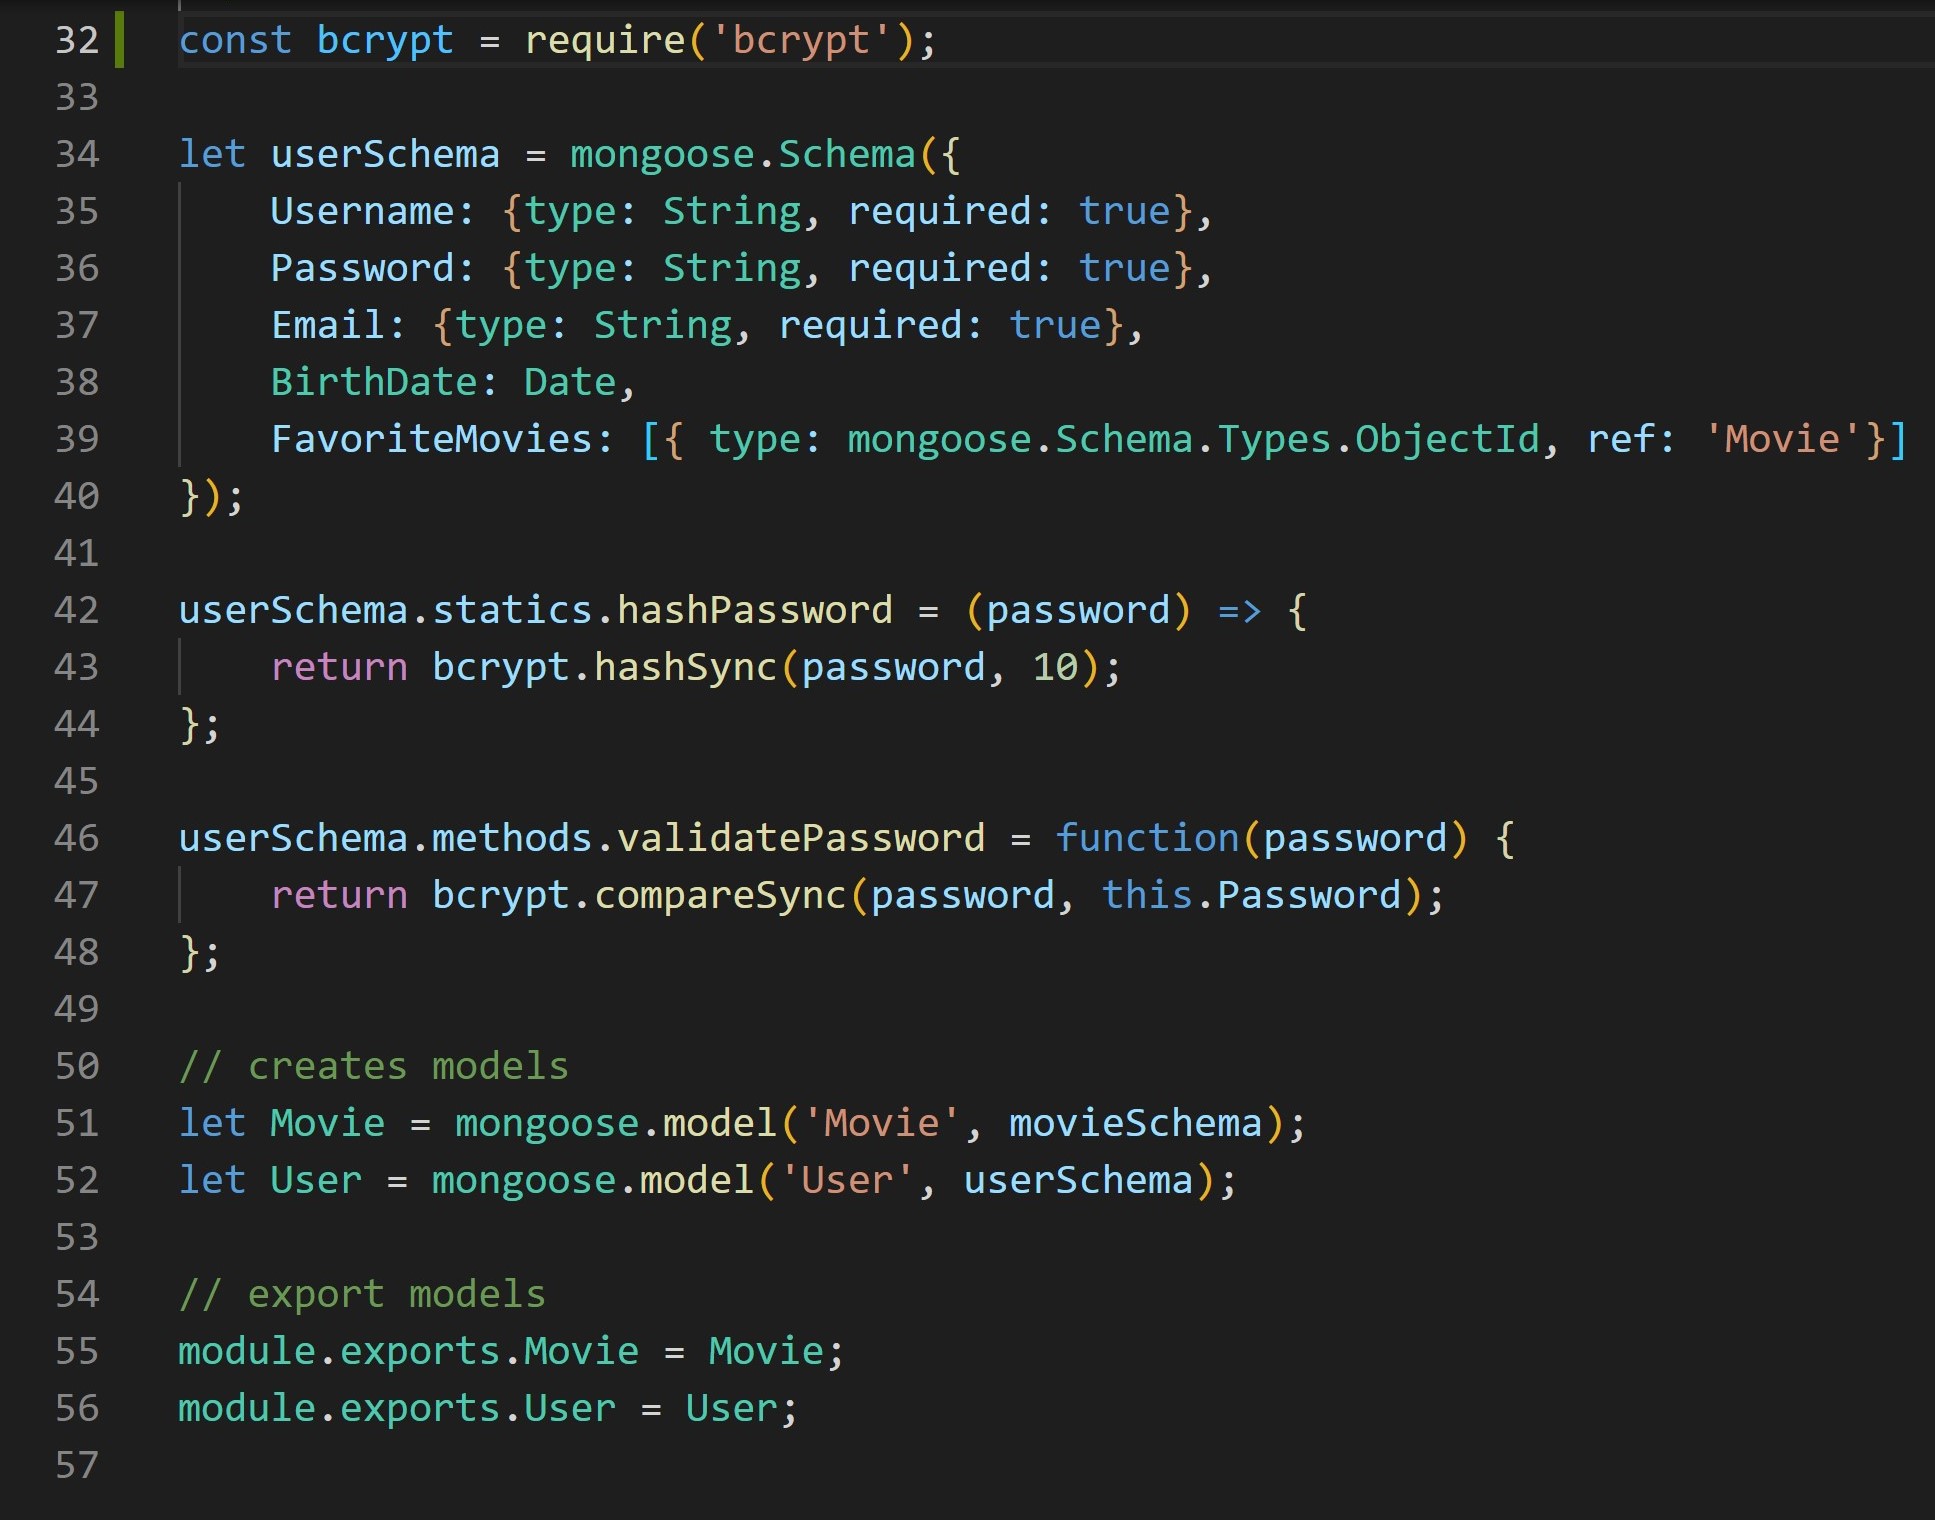 32 const bcrypt = require('bcrypt');
33
34 let userSchema = mongoose.Schema({
35     Username: {type: String, required: true},
36     Password: {type: String, required: true},
37     Email: {type: String, required: true},
38     BirthDate: Date,
39     FavoriteMovies: [{ type: mongoose.Schema.Types.ObjectId, ref: 'Movie'}]
40 });
41
42 userSchema.statics.hashPassword = (password) => {
43     return bcrypt.hashSync(password, 10);
44 };
45
46 userSchema.methods.validatePassword = function(password) {
47     return bcrypt.compareSync(password, this.Password);
48 };
49
50 // creates models
51 let Movie = mongoose.model('Movie', movieSchema);
52 let User = mongoose.model('User', userSchema);
53
54 // export models
55 module.exports.Movie = Movie;
56 module.exports.User = User;
57